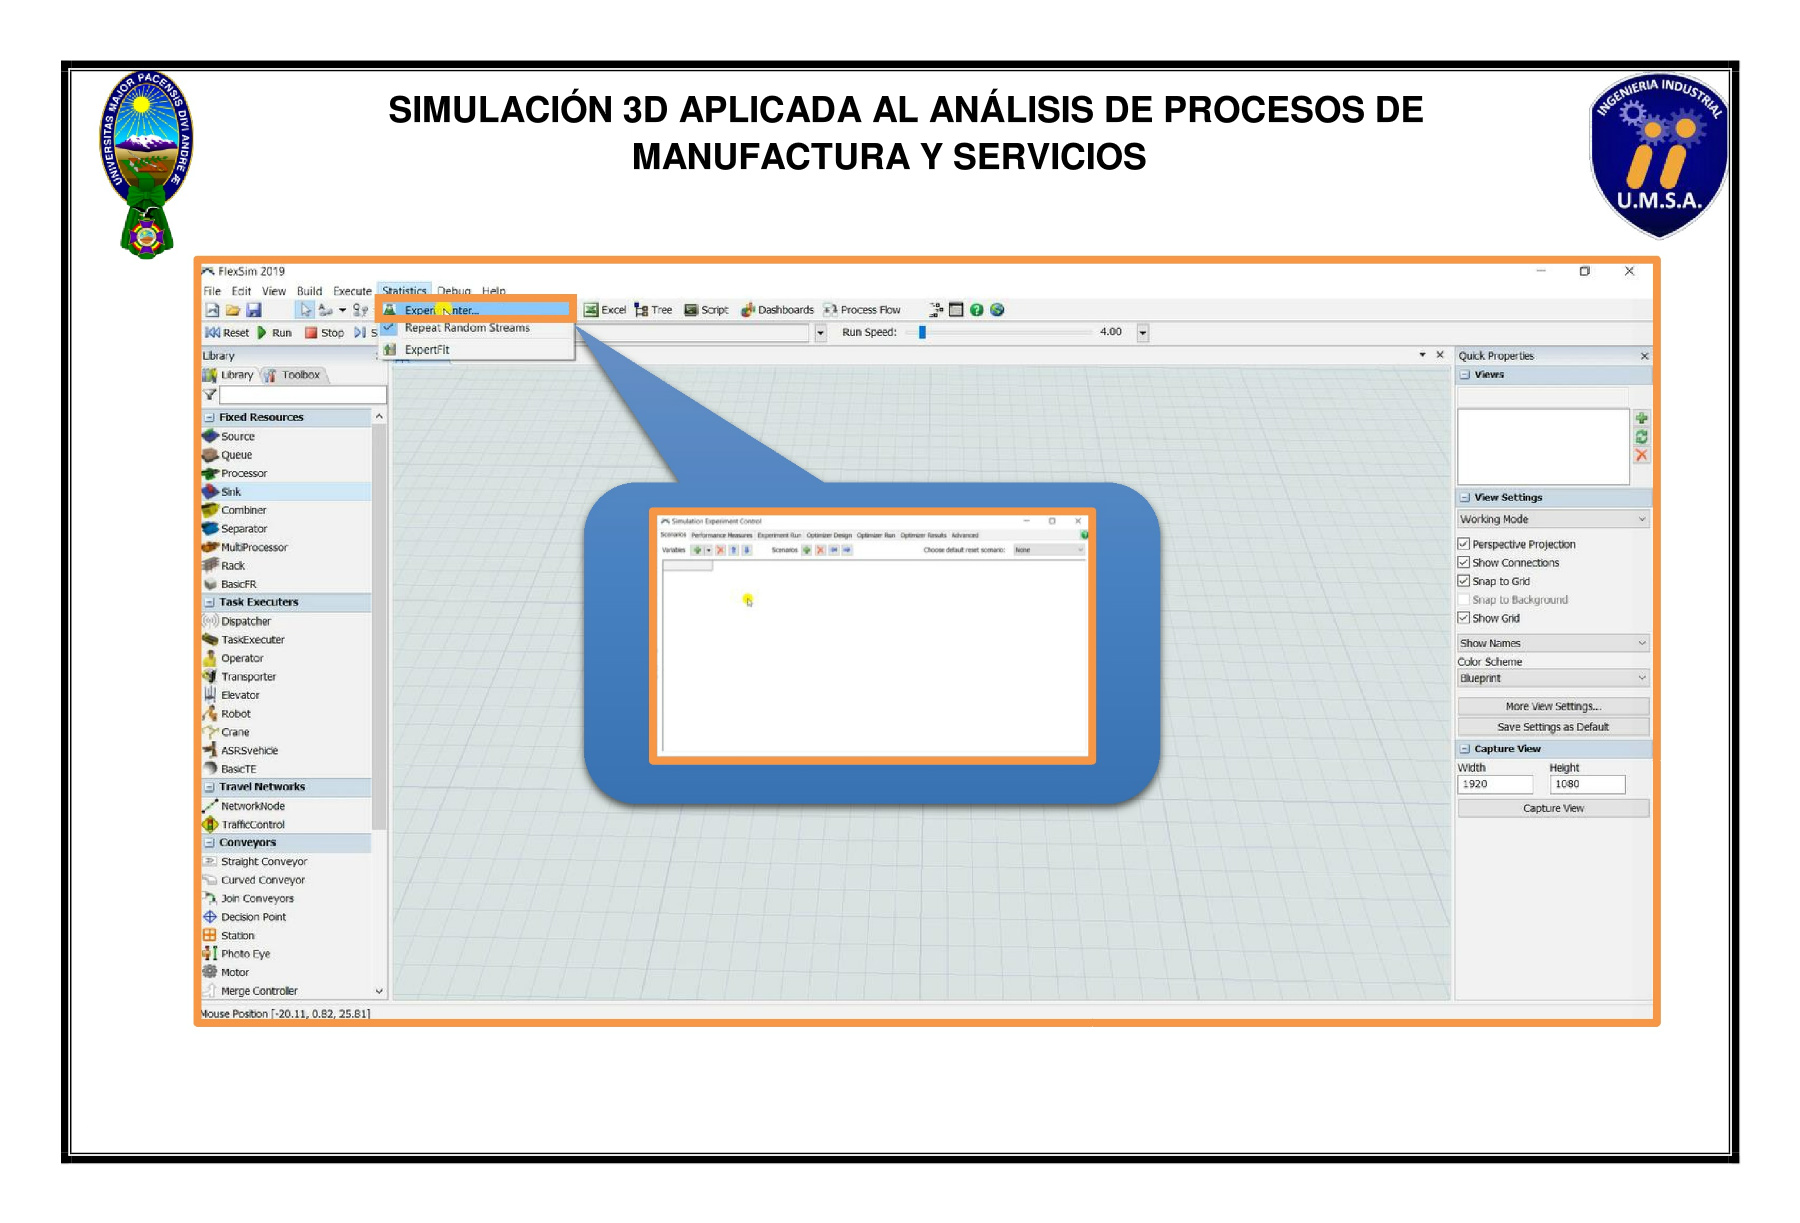 SIMULACIÓN 3D APLICADA AL ANÁLISIS DE PROCESOS DE
MANUFACTURA Y SERVICIOS
UNIVERSITAS MAJOR PACENSIS DIVI ANDRE Æ
INGENIERIA INDUSTRIAL
U.M.S.A.
FlexSim 2019
File Edit View Build Execute Statistics Debug Help
Excel Tree Script Dashboards Process Flow
Reset Run Stop
Run Speed: 4.00
Repeat Random Streams
ExpertFit
Library
Library Toolbox
Fixed Resources
Source
Queue
Processor
Sink
Combiner
Separator
MultiProcessor
Rack
BasicFR
Task Executers
Dispatcher
TaskExecuter
Operator
Transporter
Elevator
Robot
Crane
ASRSvehicle
BasicTE
Travel Networks
NetworkNode
TrafficControl
Conveyors
Straight Conveyor
Curved Conveyor
Join Conveyors
Decision Point
Station
Photo Eye
Motor
Merge Controller
Mouse Position [-20.11, 0.82, 25.81]
Simulation Experiment Control
Scenarios Performance Measures Experiment Run Optimizer Design Optimizer Run Optimizer Results Advanced
Variables Scenarios Choose default reset scenario: None
Quick Properties
Views
View Settings
Working Mode
Perspective Projection
Show Connections
Snap to Grid
Snap to Background
Show Grid
Show Names
Color Scheme
Blueprint
More View Settings...
Save Settings as Default
Capture View
Width Height
1920 1080
Capture View